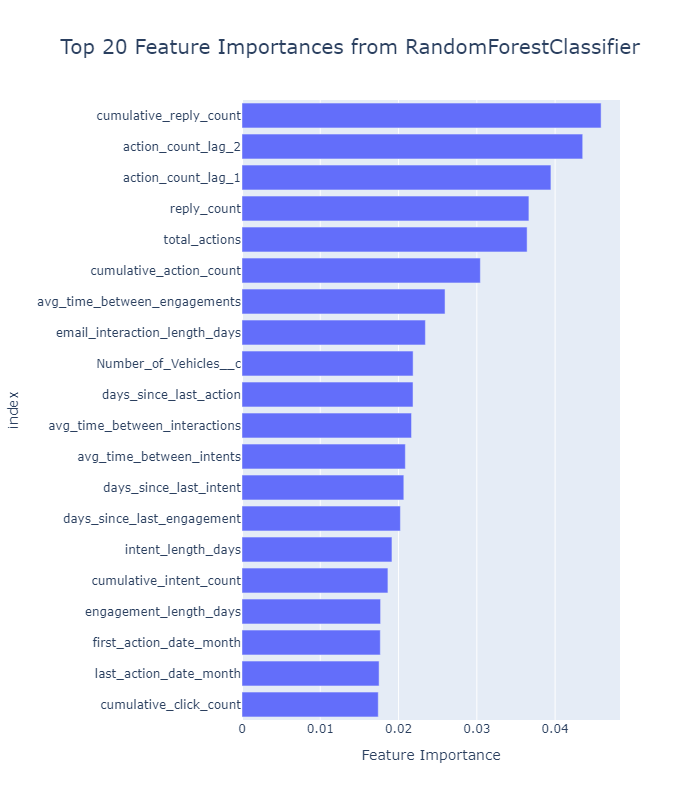 Top 20 Feature Importances from RandomForestClassifier
cumulative_reply_count
action_count_lag_2
action_count_lag_1
reply_count
total_actions
cumulative_action_count
avg_time_between_engagements
email_interaction_length_days
Number_of_Vehicles__c
days_since_last_action
avg_time_between_interactions
avg_time_between_intents
days_since_last_intent
days_since_last_engagement
intent_length_days
cumulative_intent_count
engagement_length_days
first_action_date_month
last_action_date_month
cumulative_click_count
index
0 0.01 0.02 0.03 0.04
Feature Importance